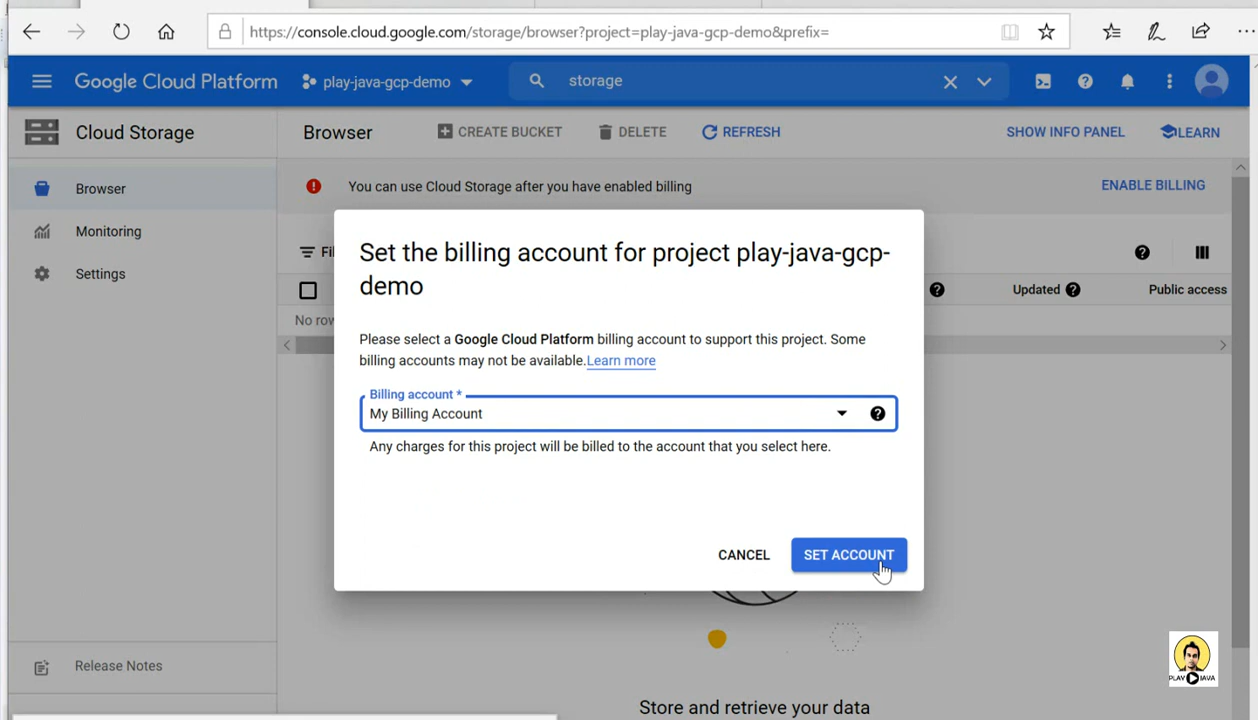 https://console.cloud.google.com/storage/browser?project=play-java-gcp-demo&prefix=
Google Cloud Platform
play-java-gcp-demo
storage
Cloud Storage
Browser
CREATE BUCKET
DELETE
REFRESH
SHOW INFO PANEL
LEARN
Browser
Monitoring
Settings
You can use Cloud Storage after you have enabled billing
ENABLE BILLING
Updated
Public access
Set the billing account for project play-java-gcp-
demo
Please select a Google Cloud Platform billing account to support this project. Some
billing accounts may not be available.Learn more
Billing account *
My Billing Account
Any charges for this project will be billed to the account that you select here.
CANCEL
SET ACCOUNT
Release Notes
PLAY JAVA
Store and retrieve your data